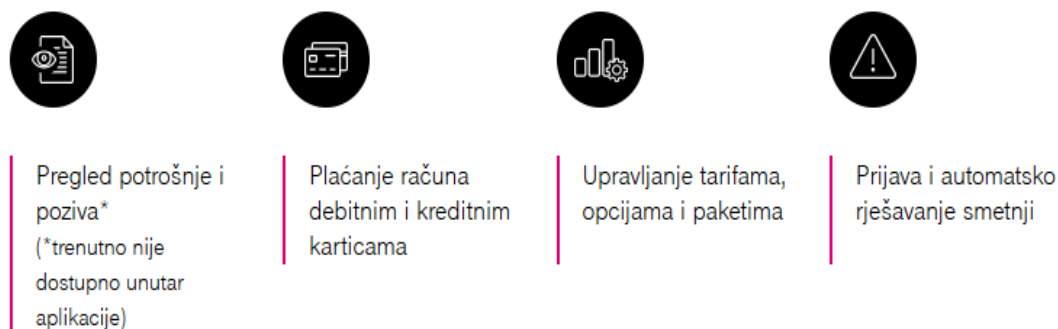 Pregled potrošnje i
poziva*
(*trenutno nije
dostupno unutar
aplikacije)
Plaćanje računa
debitnim i kreditnim
karticama
Upravljanje tarifama,
opcijama i paketima
Prijava i automatsko
rješavanje smetnji